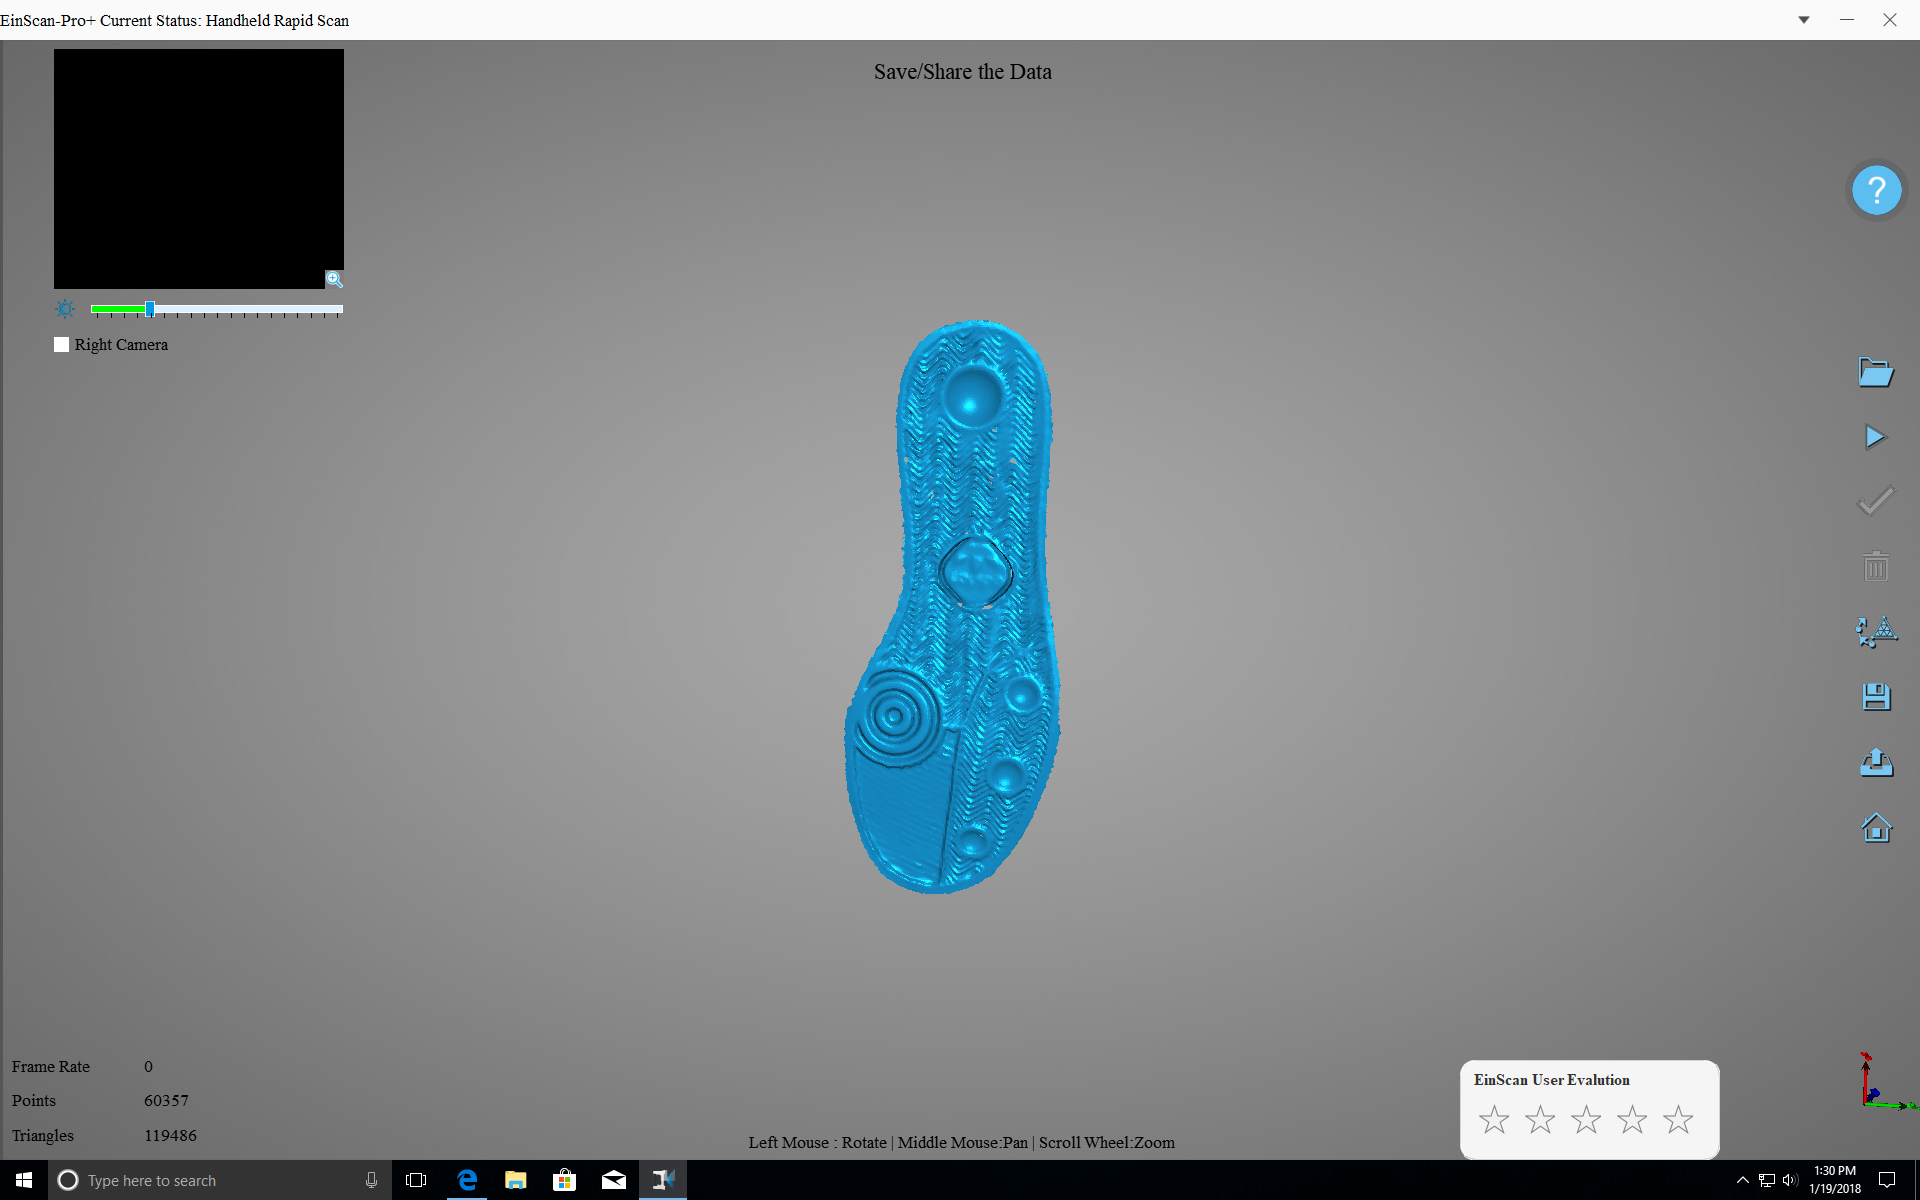 EinScan-Pro+ Current Status: Handheld Rapid Scan
Save/Share the Data
?
Right Camera
Frame Rate 0
Points 60357
Triangles 119486
EinScan User Evalution
Left Mouse : Rotate | Middle Mouse:Pan | Scroll Wheel:Zoom
Type here to search
1:30 PM
1/19/2018